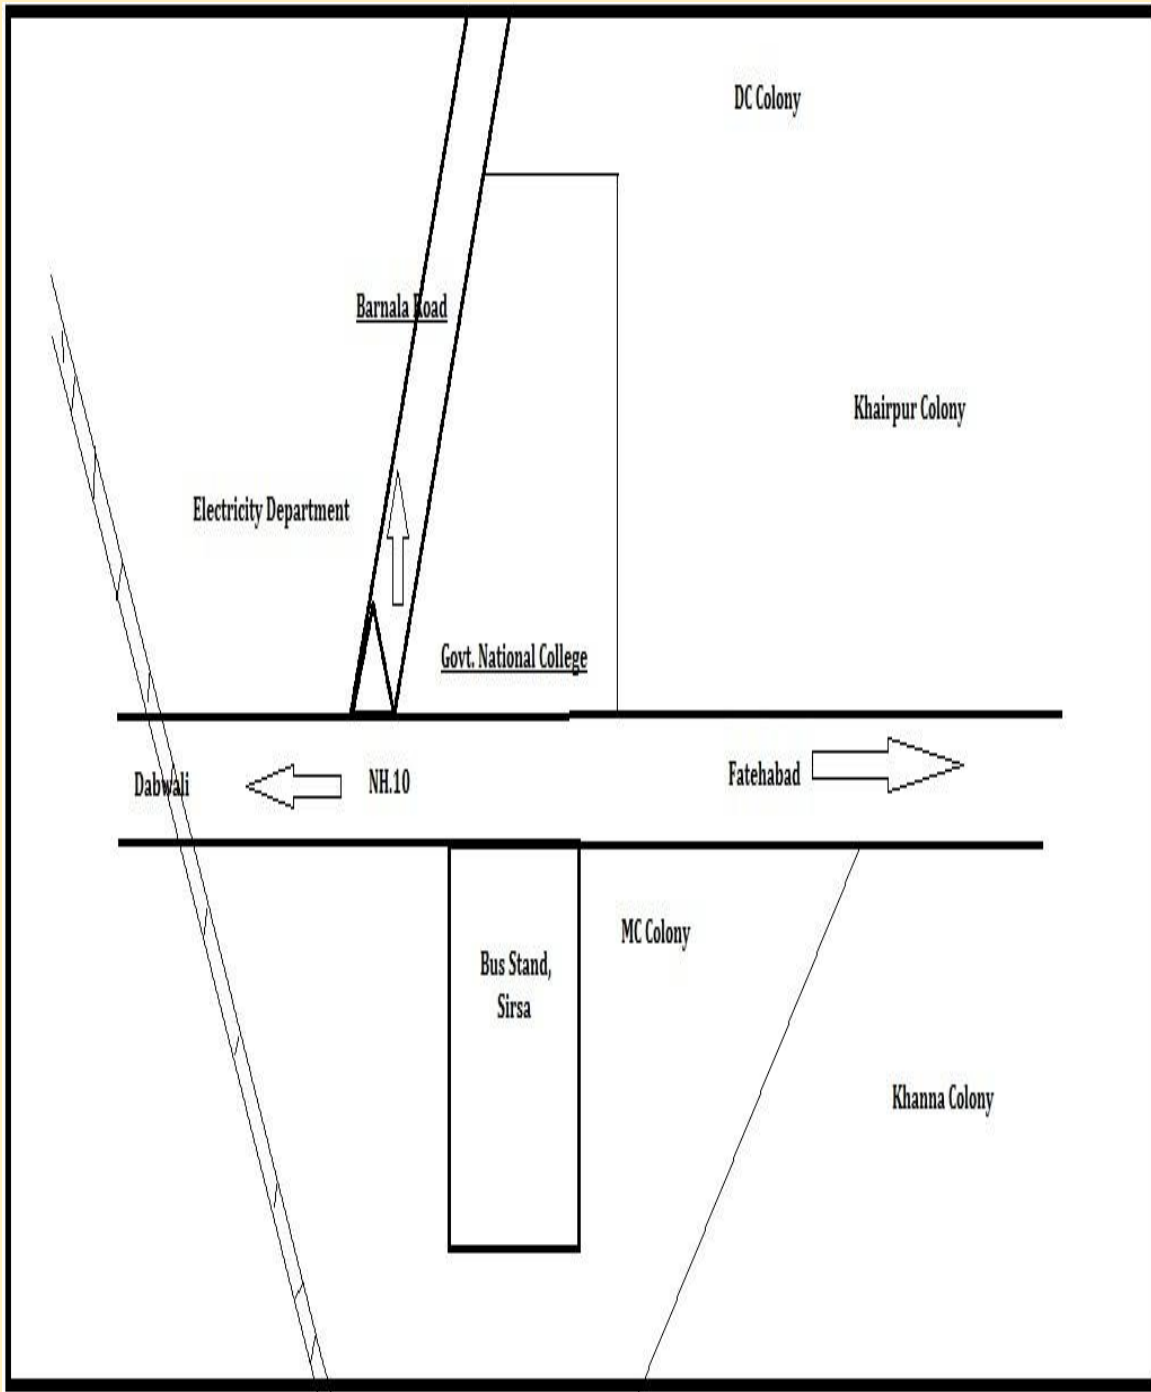 DC Colony
Barnala Road
Khairpur Colony
Electricity Department
Govt. National College
Dabwali
NH.10
Fatehabad
MC Colony
Bus Stand,
Sirsa
Khanna Colony